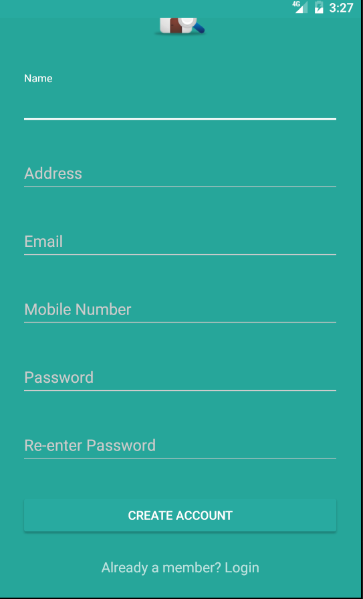 4G 3:27
Name
Address
Email
Mobile Number
Password
Re-enter Password
CREATE ACCOUNT
Already a member? Login